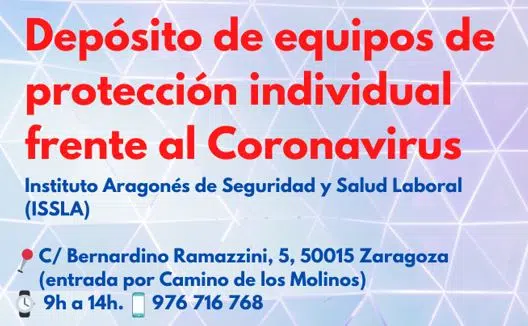 Depósito de equipos de
protección individual
frente al Coronavirus
Instituto Aragonés de Seguridad y Salud Laboral
(ISSLA)
📍 C/ Bernardino Ramazzini, 5, 50015 Zaragoza
(entrada por Camino de los Molinos)
⌚ 9h a 14h. 📱 976 716 768